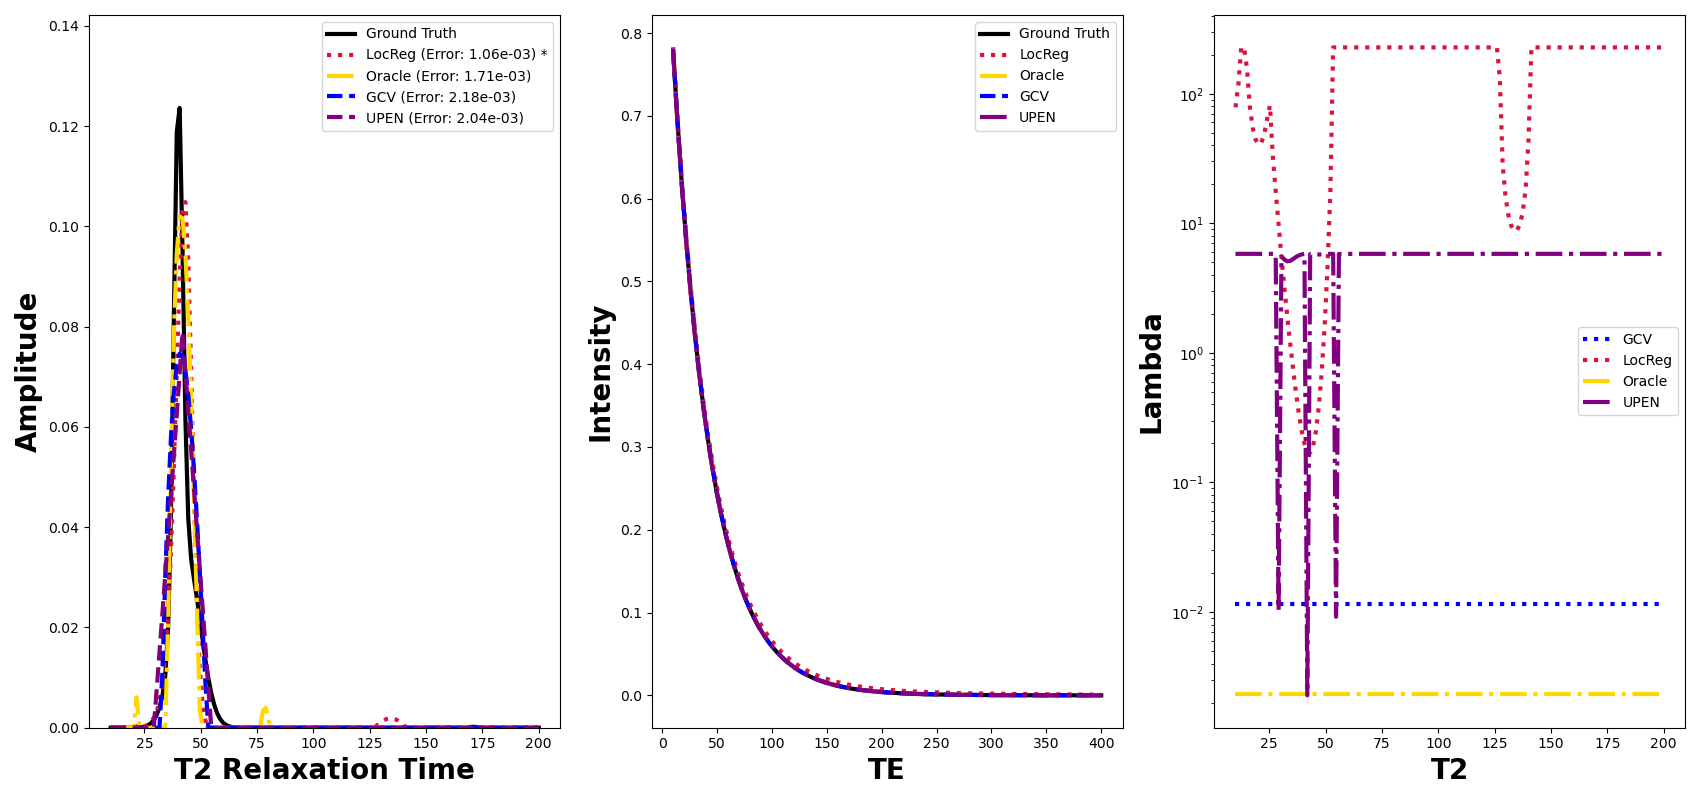 0.14
0.12
0.10
0.08
0.06
0.04
0.02
0.00
Amplitude
25 50 75 100 125 150 175 200
T2 Relaxation Time
Ground Truth
LocReg (Error: 1.06e-03) *
Oracle (Error: 1.71e-03)
GCV (Error: 2.18e-03)
UPEN (Error: 2.04e-03)
0.8
0.7
0.6
0.5
0.4
0.3
0.2
0.1
0.0
Intensity
0 50 100 150 200 250 300 350 400
TE
Ground Truth
LocReg
Oracle
GCV
UPEN
10²
10¹
10⁰
10⁻¹
10⁻²
Lambda
25 50 75 100 125 150 175 200
T2
GCV
LocReg
Oracle
UPEN